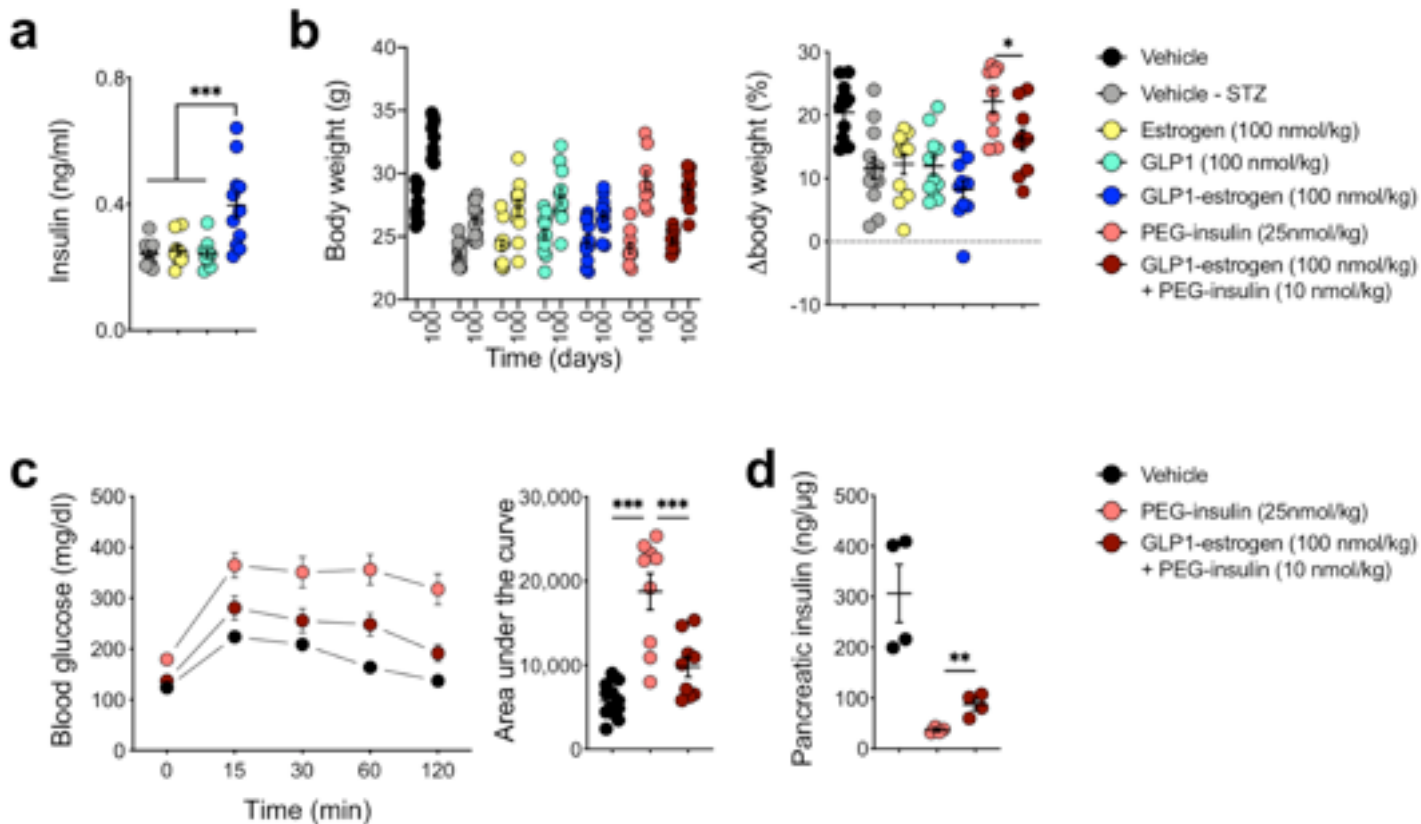 a
Insulin (ng/ml)
0.8
0.4
0.0
***
b
Body weight (g)
40
35
30
25
20
0 100 0 100 0 100 0 100 0 100 0 100 0 100
Time (days)
Δbody weight (%)
30
20
10
0
-10
*
Vehicle
Vehicle - STZ
Estrogen (100 nmol/kg)
GLP1 (100 nmol/kg)
GLP1-estrogen (100 nmol/kg)
PEG-insulin (25nmol/kg)
GLP1-estrogen (100 nmol/kg)
+ PEG-insulin (10 nmol/kg)
c
Blood glucose (mg/dl)
500
400
300
200
100
0
0 15 30 60 120
Time (min)
Area under the curve
30,000
20,000
10,000
0
*** ***
d
Pancreatic insulin (ng/µg)
500
400
300
200
100
0
**
Vehicle
PEG-insulin (25nmol/kg)
GLP1-estrogen (100 nmol/kg)
+ PEG-insulin (10 nmol/kg)